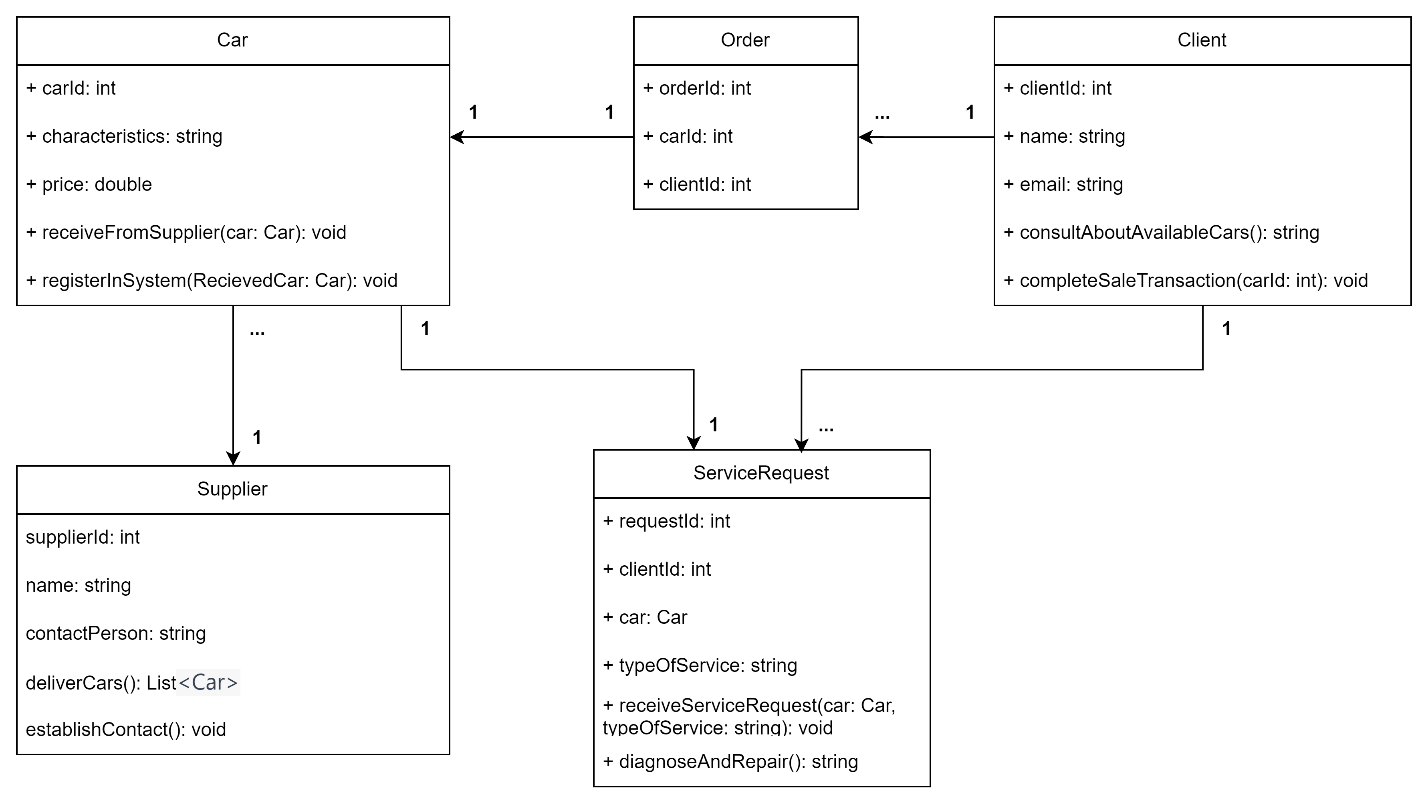 Car
+ carId: int
+ characteristics: string
+ price: double
+ receiveFromSupplier(car: Car): void
+ registerInSystem(RecievedCar: Car): void
1
1
Order
+ orderId: int
+ carId: int
+ clientId: int
...
1
Client
+ clientId: int
+ name: string
+ email: string
+ consultAboutAvailableCars(): string
+ completeSaleTransaction(carId: int): void
...
1
1
1
1
...
Supplier
supplierId: int
name: string
contactPerson: string
deliverCars(): List<Car>
establishContact(): void
ServiceRequest
+ requestId: int
+ clientId: int
+ car: Car
+ typeOfService: string
+ receiveServiceRequest(car: Car,
typeOfService: string): void
+ diagnoseAndRepair(): string